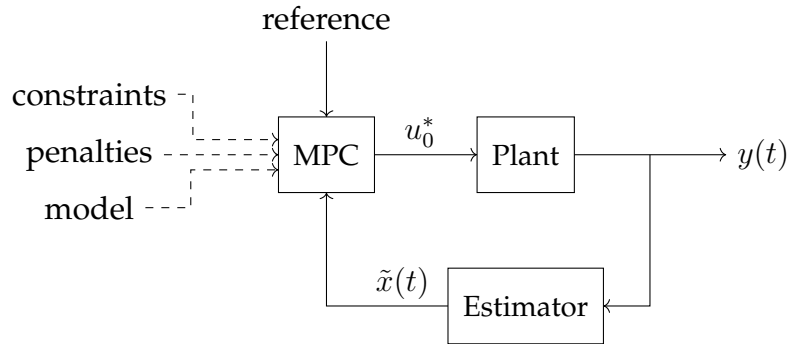 reference
constraints
penalties
model
MPC
u_0^*
Plant
y(t)
x̃(t)
Estimator